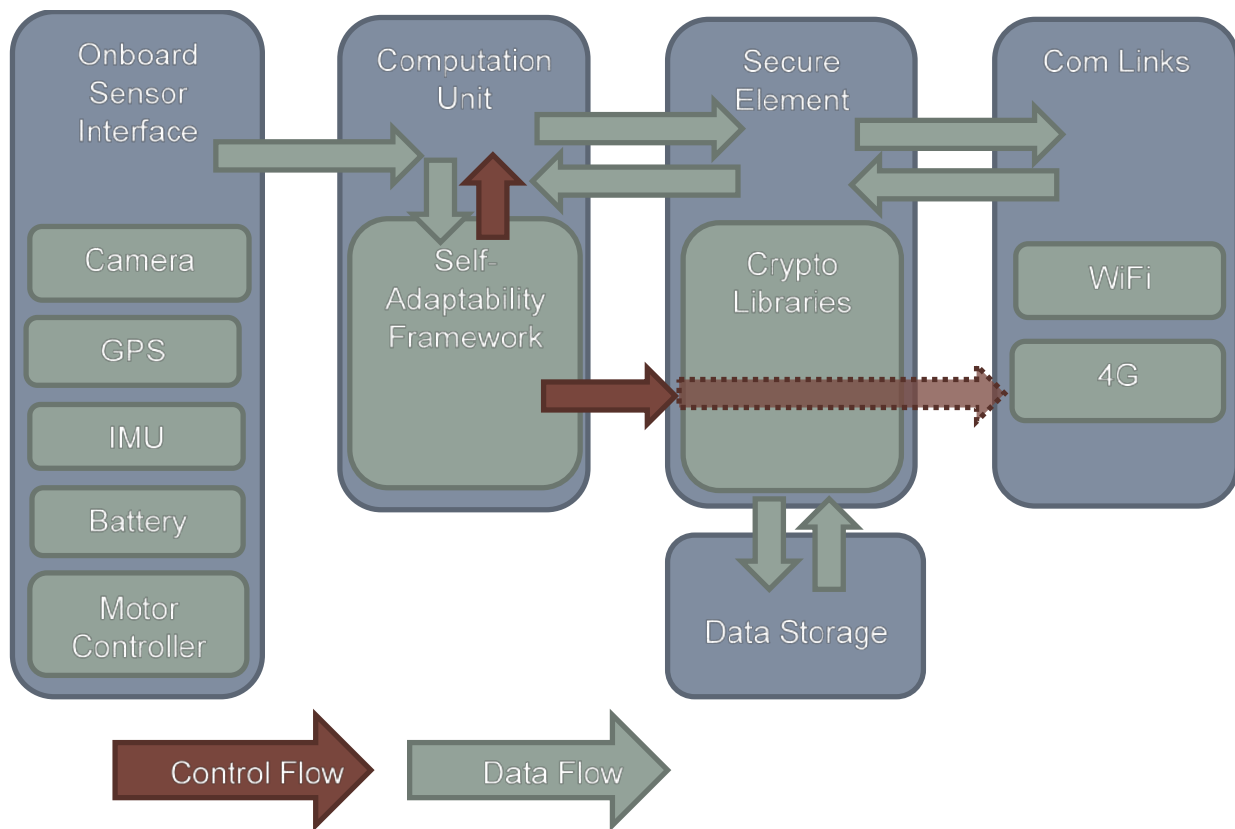 Onboard
Sensor
Interface
Camera
GPS
IMU
Battery
Motor
Controller
Computation
Unit
Self-
Adaptability
Framework
Secure
Element
Crypto
Libraries
Com Links
WiFi
4G
Data Storage
Control Flow
Data Flow